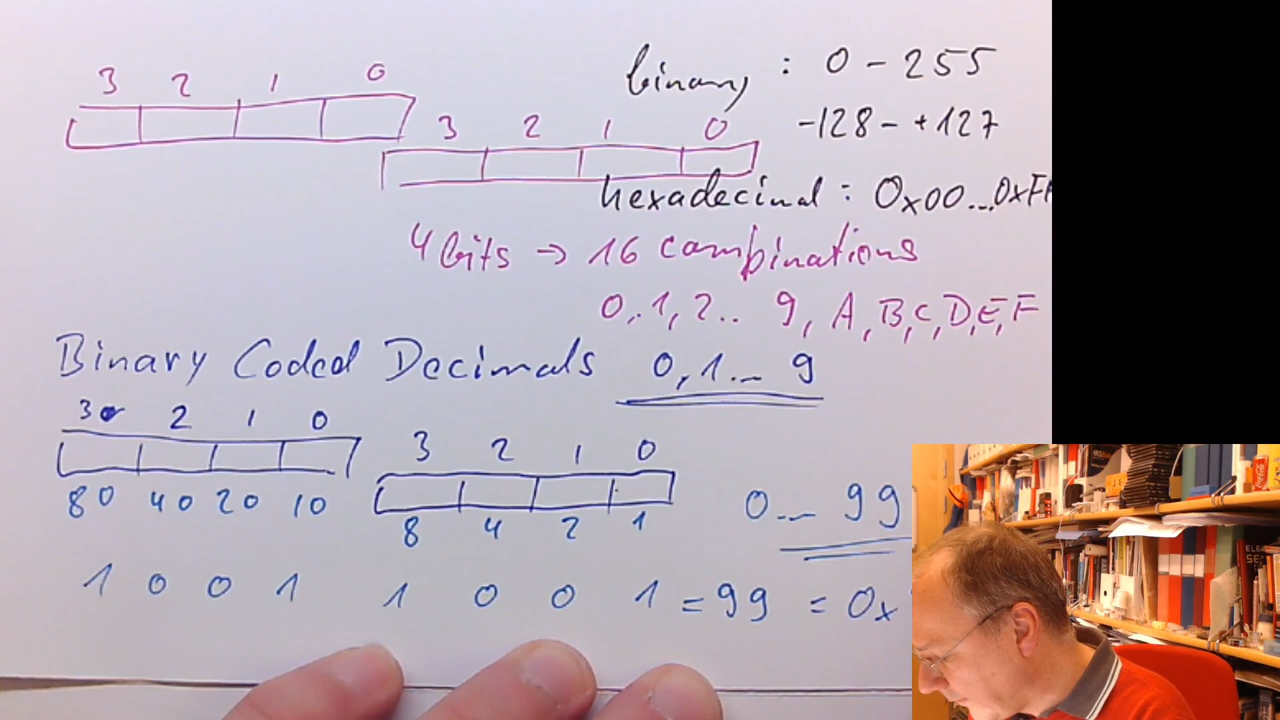 3 2 1 0
binary : 0 - 255
-128 - +127
3 2 1 0
hexadecimal : 0x00...0xF
4 bits → 16 combinations
0, 1, 2.. 9, A, B, C, D, E, F
Binary Coded Decimals 0, 1... 9
3 2 1 0
3 2 1 0
80 40 20 10
8 4 2 1
0... 99
1 0 0 1 1 0 0 1 = 99 = 0x